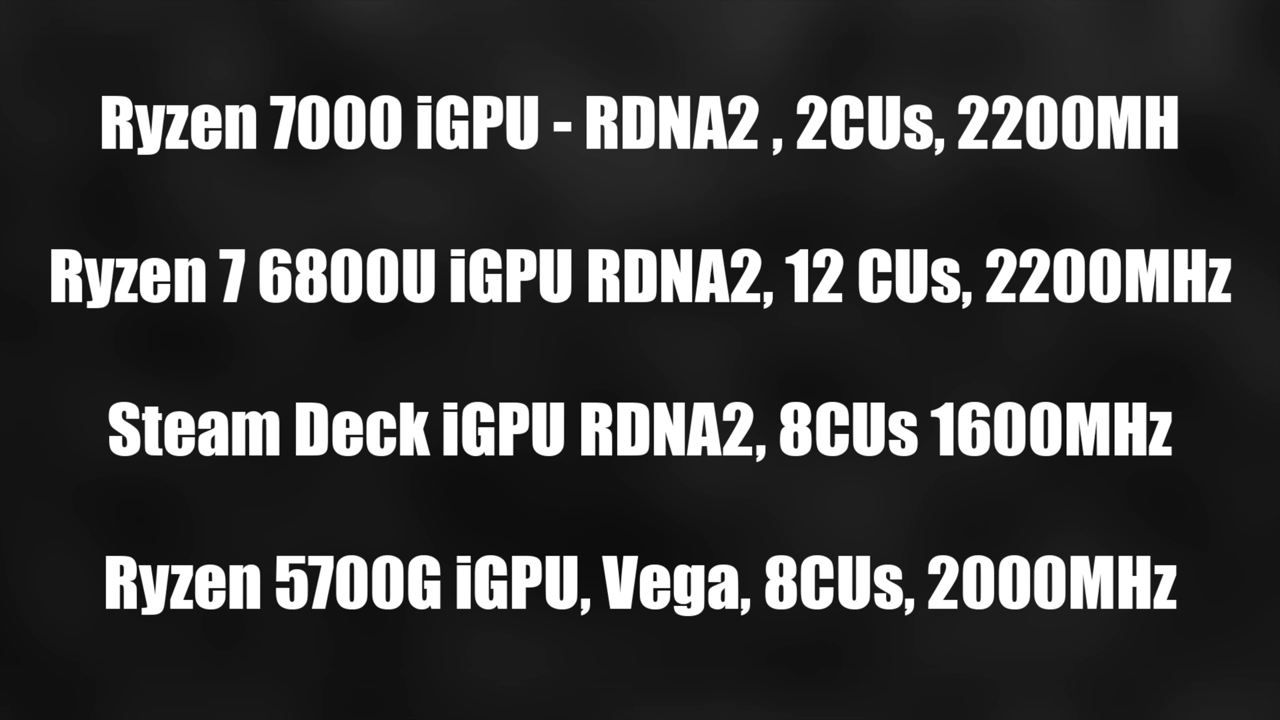 Ryzen 7000 iGPU - RDNA2 , 2CUs, 2200MH
Ryzen 7 6800U iGPU RDNA2, 12 CUs, 2200MHz
Steam Deck iGPU RDNA2, 8CUs 1600MHz
Ryzen 5700G iGPU, Vega, 8CUs, 2000MHz